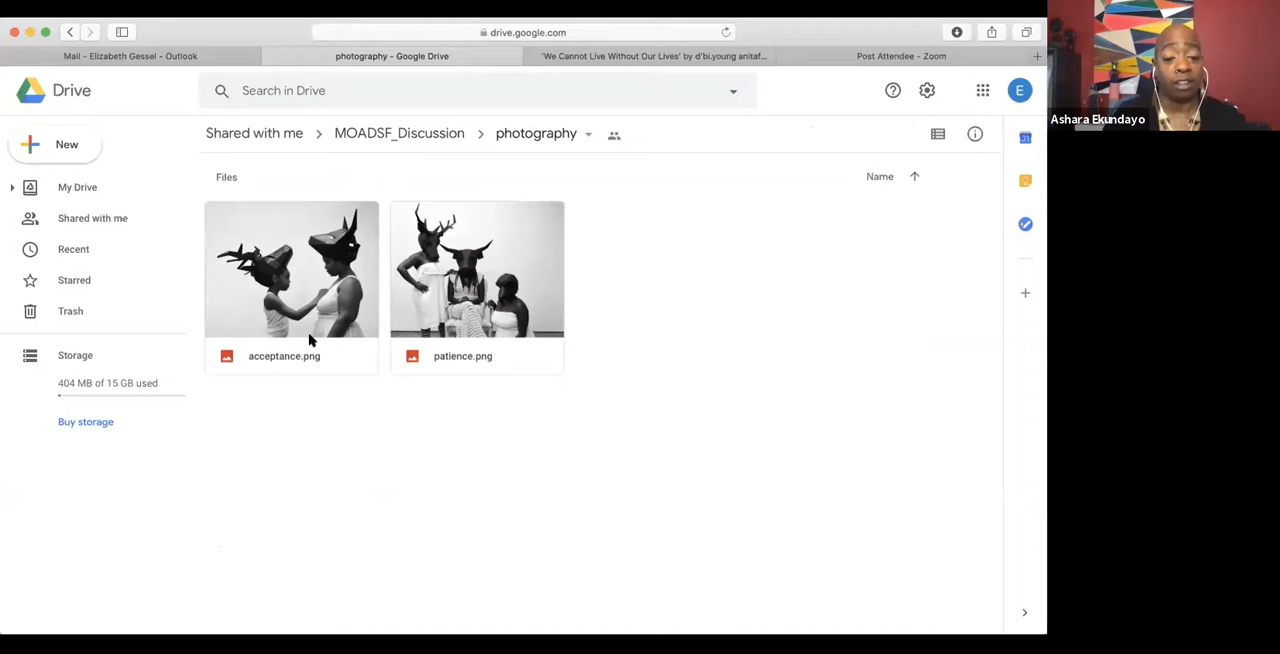 drive.google.com
Mail - Elizabeth Gessel - Outlook
photography - Google Drive
'We Cannot Live Without Our Lives' by d'bi.young anitaf...
Post Attendee - Zoom
Drive
Search in Drive
E
Ashara Ekundayo
New
Shared with me
MOADSF_Discussion
photography
31
My Drive
Shared with me
Recent
Starred
Trash
Storage
404 MB of 15 GB used
Buy storage
Files
Name
acceptance.png
patience.png